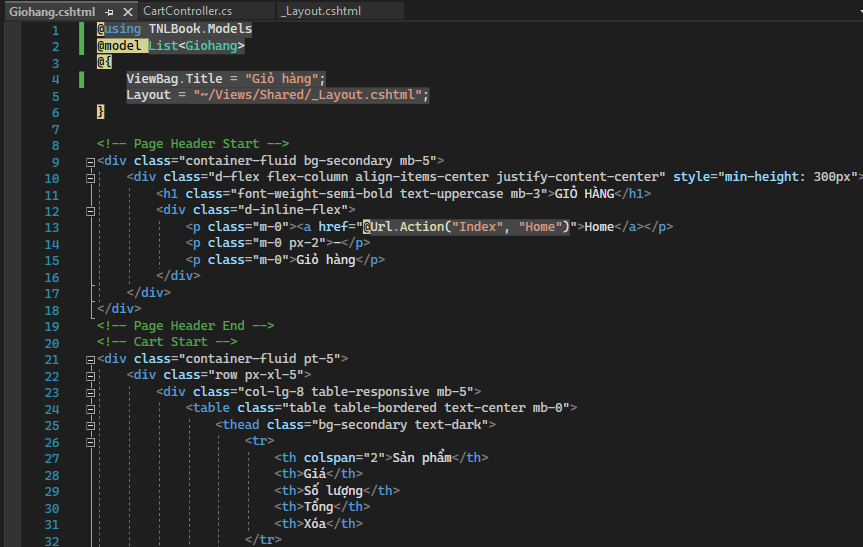 Giohang.cshtml CartController.cs _Layout.cshtml
1 @using TNLBook.Models
2 @model List<Giohang>
3 @{
4 ViewBag.Title = "Giỏ hàng";
5 Layout = "~/Views/Shared/_Layout.cshtml";
6 }
7
8 <!-- Page Header Start -->
9 <div class="container-fluid bg-secondary mb-5">
10 <div class="d-flex flex-column align-items-center justify-content-center" style="min-height: 300px">
11 <h1 class="font-weight-semi-bold text-uppercase mb-3">GIỎ HÀNG</h1>
12 <div class="d-inline-flex">
13 <p class="m-0"><a href="@Url.Action("Index", "Home")">Home</a></p>
14 <p class="m-0 px-2">-</p>
15 <p class="m-0">Giỏ hàng</p>
16 </div>
17 </div>
18 </div>
19 <!-- Page Header End -->
20 <!-- Cart Start -->
21 <div class="container-fluid pt-5">
22 <div class="row px-xl-5">
23 <div class="col-lg-8 table-responsive mb-5">
24 <table class="table table-bordered text-center mb-0">
25 <thead class="bg-secondary text-dark">
26 <tr>
27 <th colspan="2">Sản phẩm</th>
28 <th>Giá</th>
29 <th>Số lượng</th>
30 <th>Tổng</th>
31 <th>Xóa</th>
32 </tr>